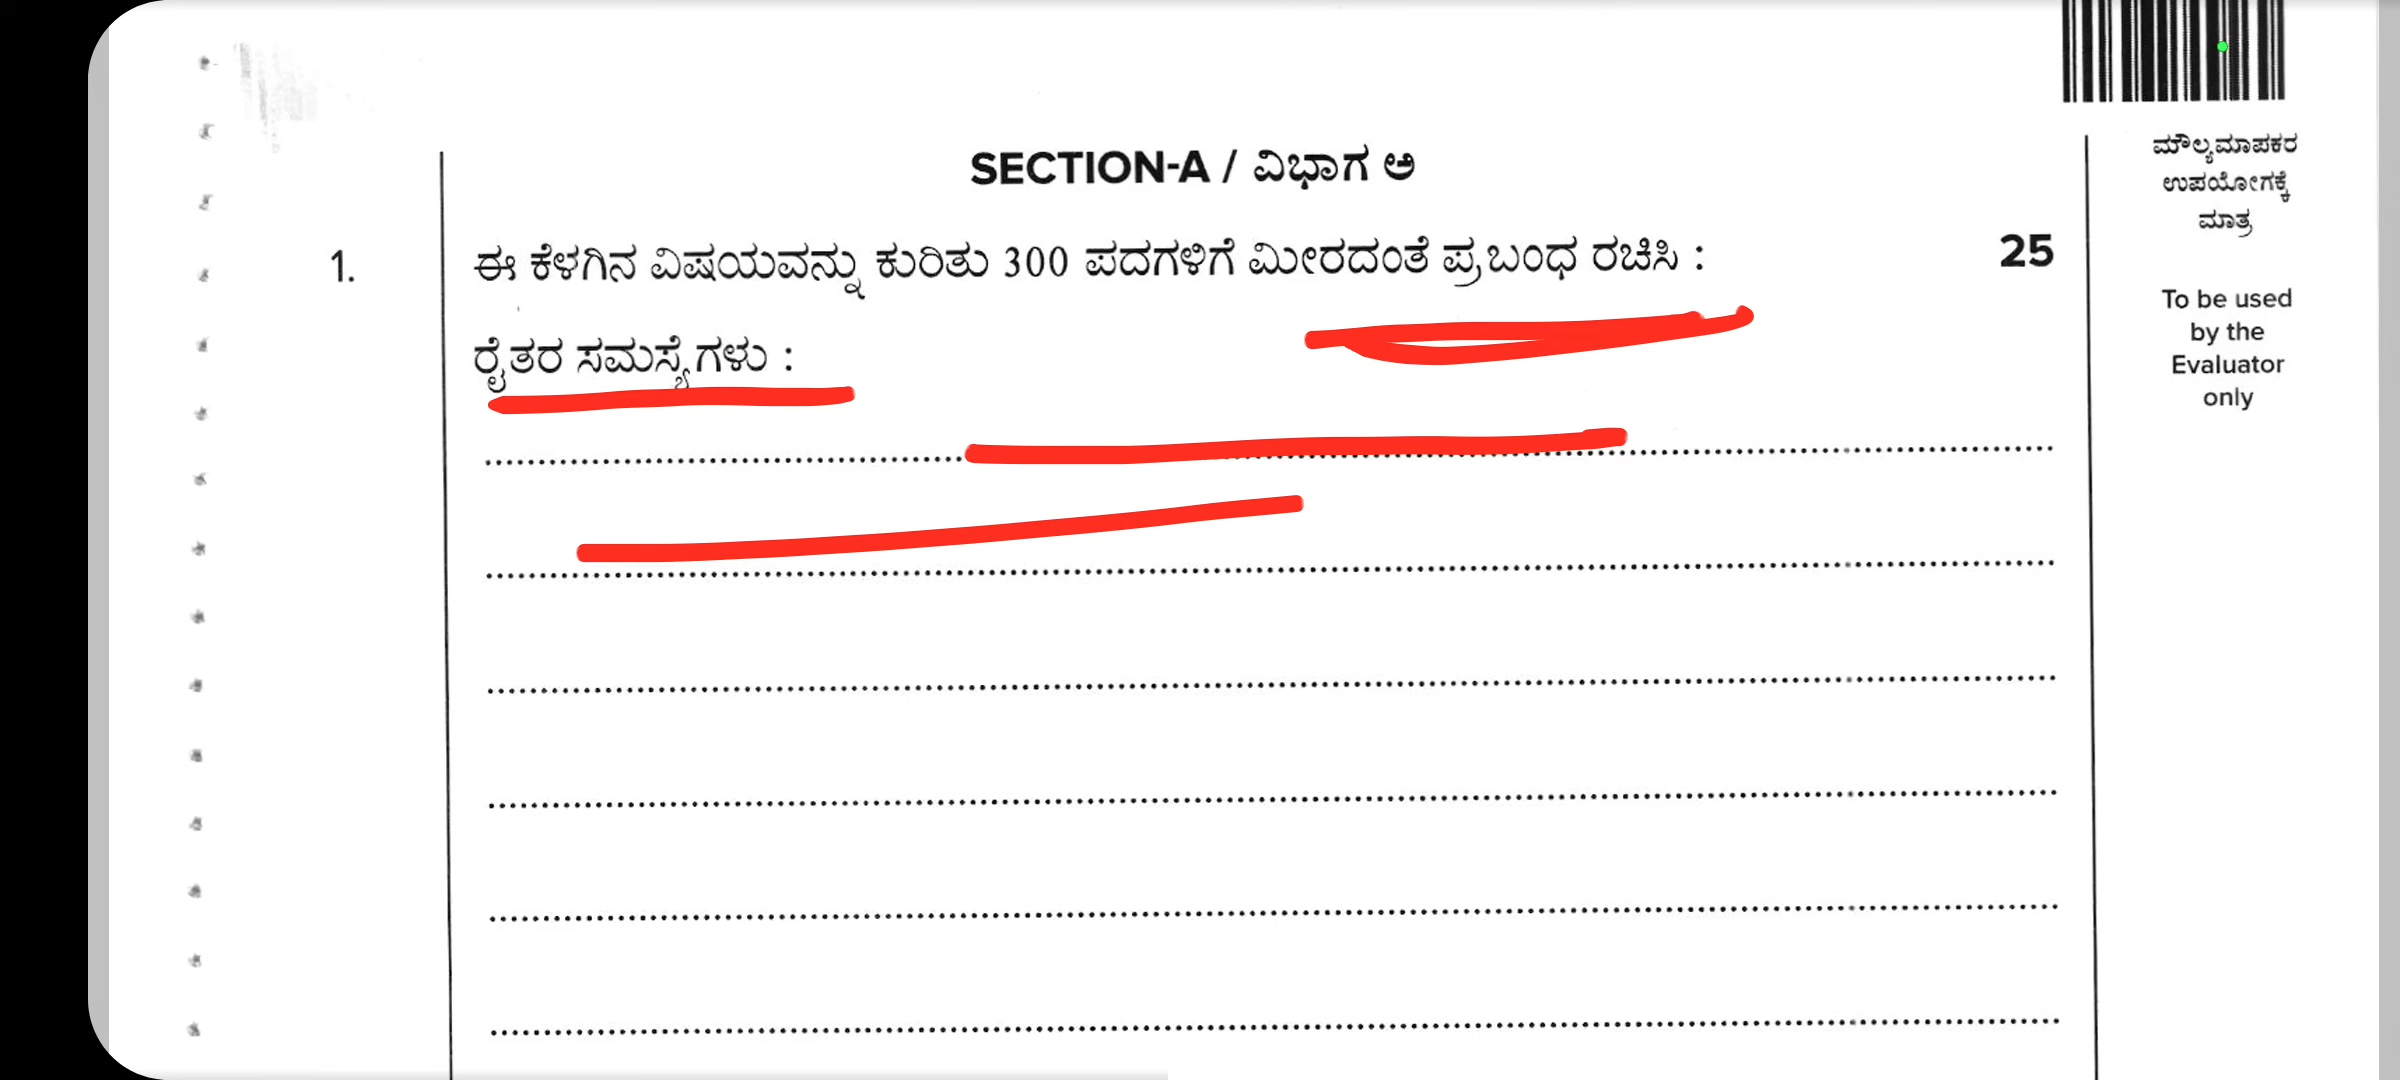 SECTION-A / ವಿಭಾಗ ಅ
1. ಈ ಕೆಳಗಿನ ವಿಷಯವನ್ನು ಕುರಿತು 300 ಪದಗಳಿಗೆ ಮೀರದಂತೆ ಪ್ರಬಂಧ ರಚಿಸಿ : 25
ರೈತರ ಸಮಸ್ಯೆಗಳು :
ಮೌಲ್ಯಮಾಪಕರ
ಉಪಯೋಗಕ್ಕೆ
ಮಾತ್ರ
To be used
by the
Evaluator
only